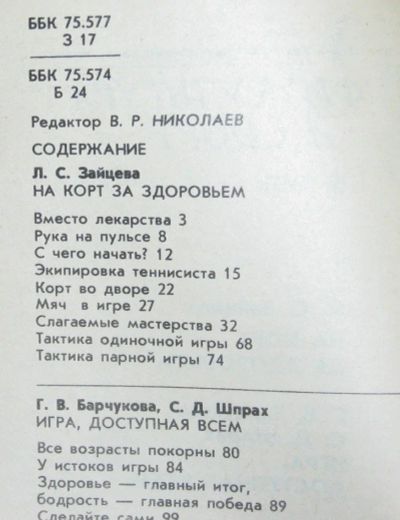 ББК 75.577
З 17
ББК 75.574
Б 24
Редактор В. Р. НИКОЛАЕВ
СОДЕРЖАНИЕ
Л. С. Зайцева
НА КОРТ ЗА ЗДОРОВЬЕМ
Вместо лекарства 3
Рука на пульсе 8
С чего начать? 12
Экипировка теннисиста 15
Корт во дворе 22
Мяч в игре 27
Слагаемые мастерства 32
Тактика одиночной игры 68
Тактика парной игры 74
Г. В. Барчукова, С. Д. Шпрах
ИГРА, ДОСТУПНАЯ ВСЕМ
Все возрасты покорны 80
У истоков игры 84
Здоровье — главный итог,
бодрость — главная победа 89
Сделайте сами 99